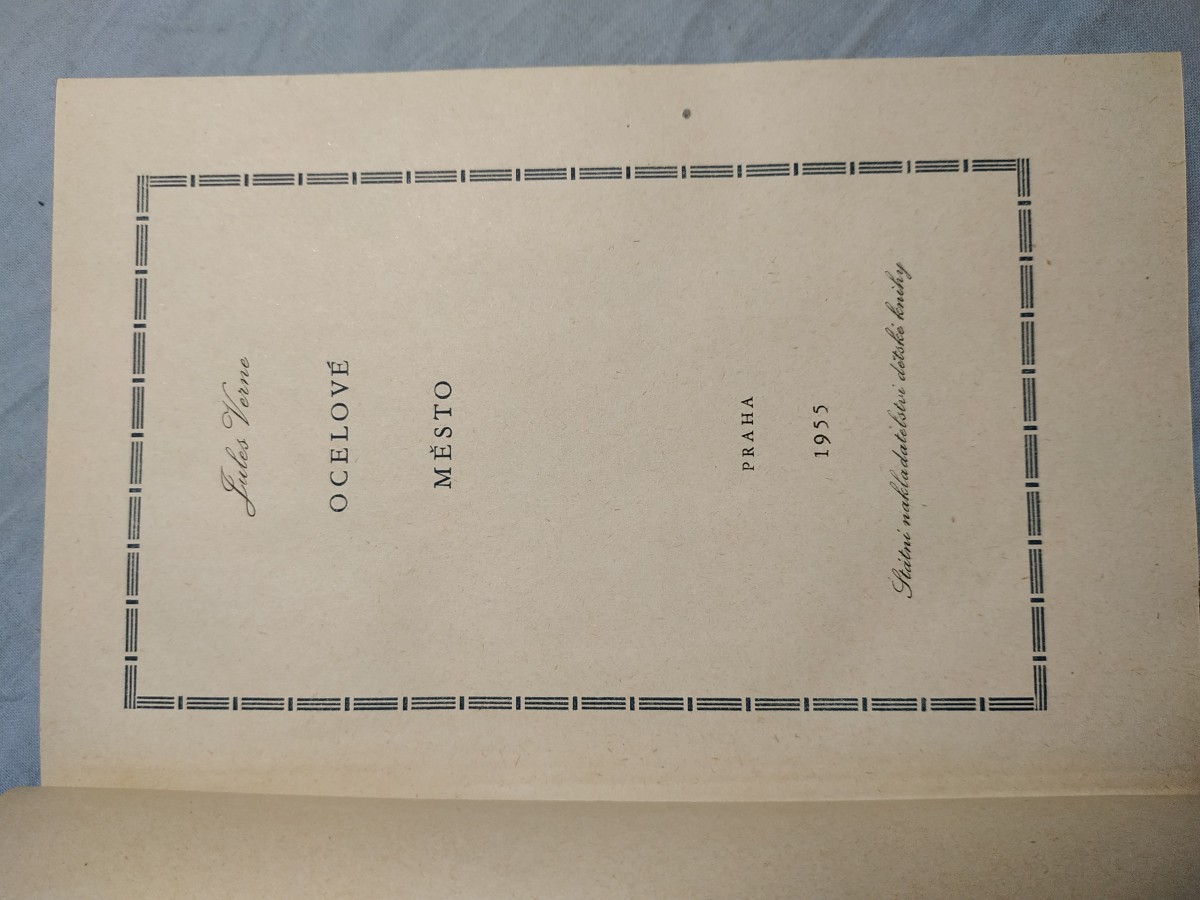 Jules Verne
OCELOVÉ
MĚSTO
PRAHA
1955
Státní nakladatelství dětské knihy